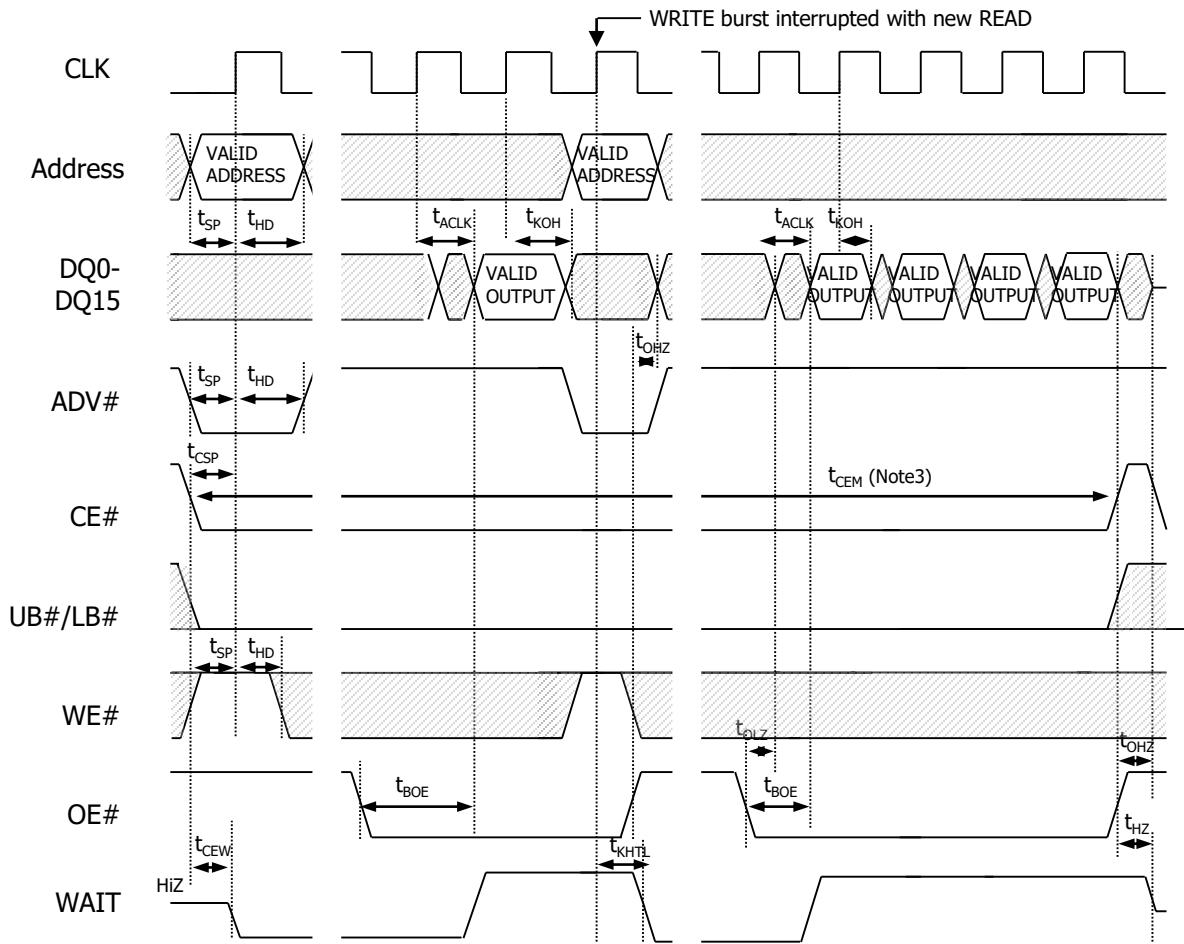 WRITE burst interrupted with new READ
CLK
Address
VALID
ADDRESS
VALID
ADDRESS
tSP
tHD
tACLK
tKOH
tACLK
tKOH
DQ0-
DQ15
VALID
OUTPUT
VALID
OUTPUT
VALID
OUTPUT
VALID
OUTPUT
VALID
OUTPUT
tOHZ
tSP
tHD
ADV#
tCSP
tCEM (Note3)
CE#
UB#/LB#
tSP
tHD
WE#
tOLZ
tOHZ
OE#
tBOE
tBOE
tCEW
tKHTL
tHZ
HiZ
WAIT